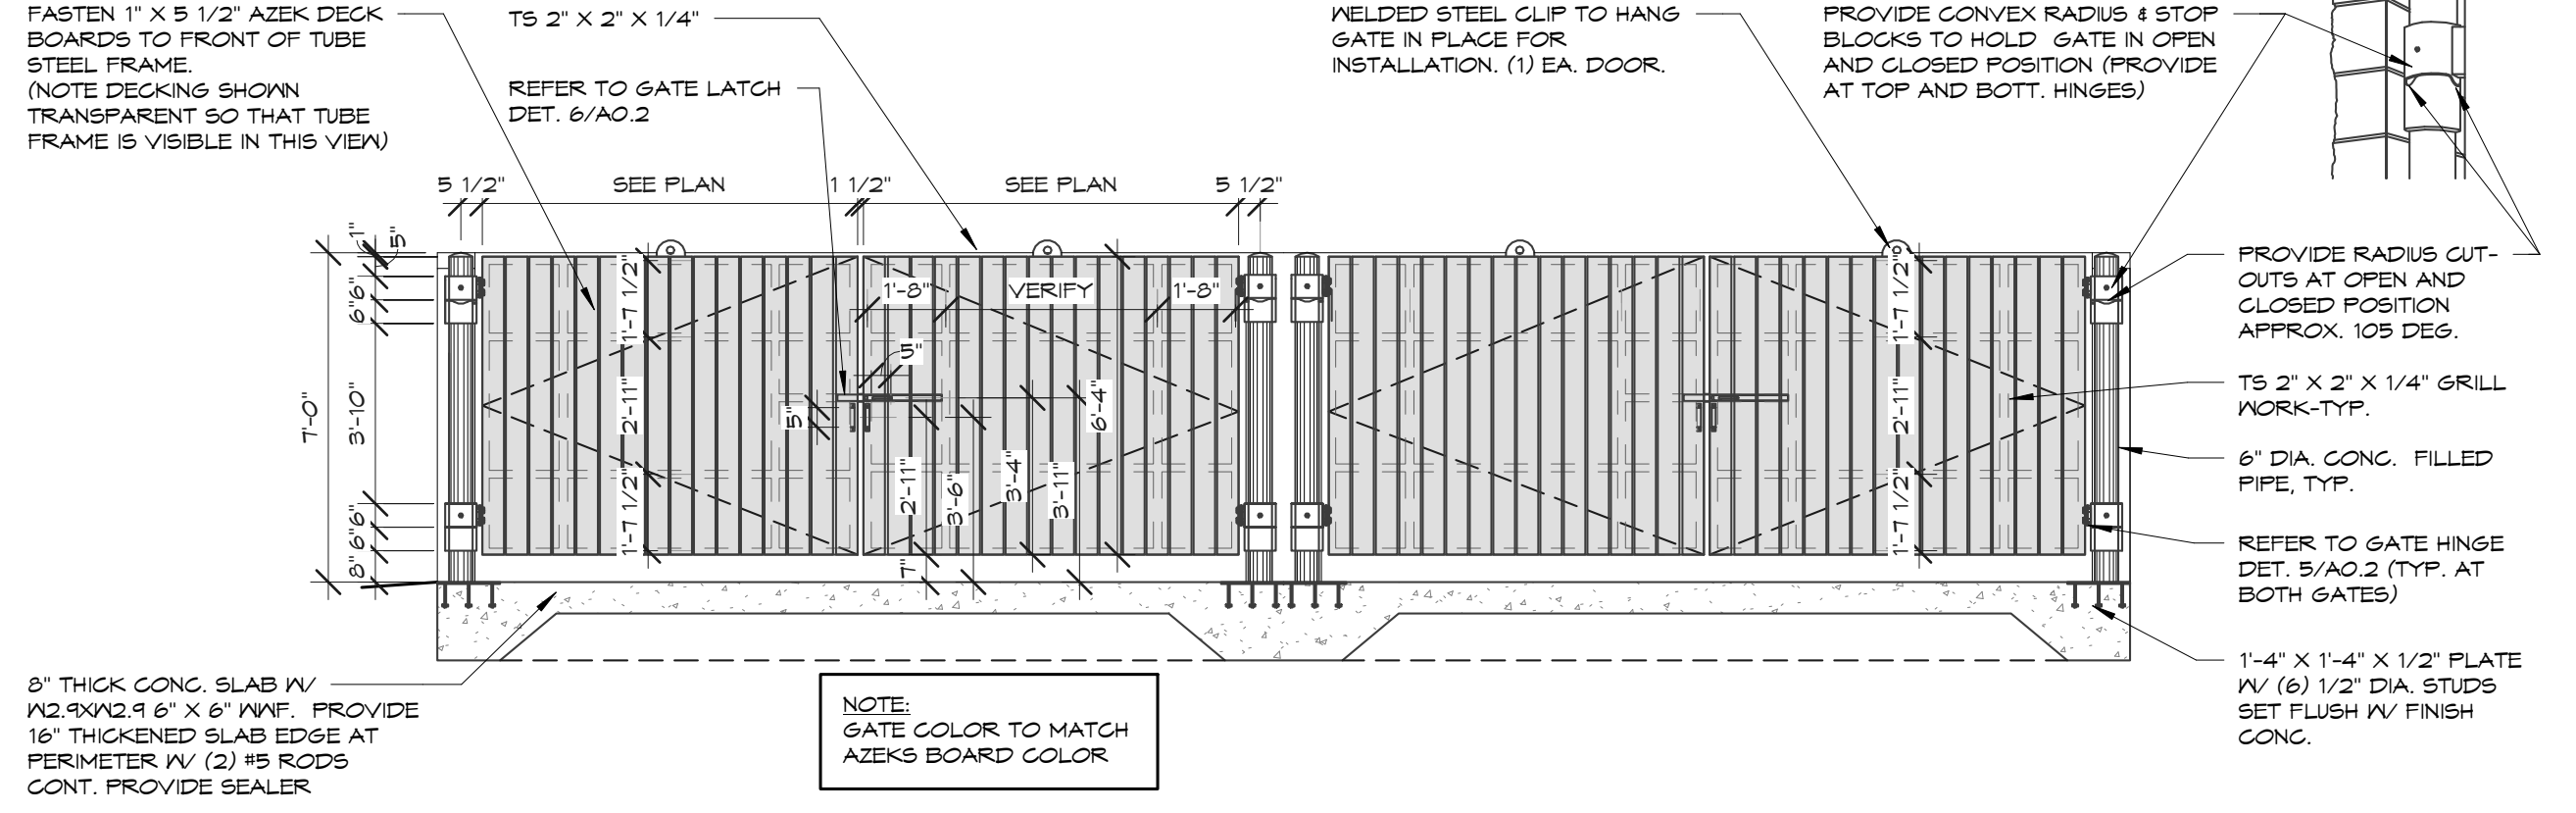 FASTEN 1" X 5 1/2" AZEK DECK
BOARDS TO FRONT OF TUBE
STEEL FRAME.
(NOTE DECKING SHOWN
TRANSPARENT SO THAT TUBE
FRAME IS VISIBLE IN THIS VIEW)
TS 2" X 2" X 1/4"
REFER TO GATE LATCH
DET. 6/A0.2
WELDED STEEL CLIP TO HANG
GATE IN PLACE FOR
INSTALLATION. (1) EA. DOOR.
PROVIDE CONVEX RADIUS & STOP
BLOCKS TO HOLD GATE IN OPEN
AND CLOSED POSITION (PROVIDE
AT TOP AND BOTT. HINGES)
5 1/2"
SEE PLAN
1 1/2"
SEE PLAN
5 1/2"
1"
5"
6"
6"
7'-0"
3'-10"
6"
6"
8"
1'-7 1/2"
2'-11"
1'-7 1/2"
1'-8"
VERIFY
1'-8"
5"
5"
6'-4"
2'-11"
3'-6"
3'-4"
3'-11"
7"
1'-7 1/2"
2'-11"
1'-7 1/2"
PROVIDE RADIUS CUT-
OUTS AT OPEN AND
CLOSED POSITION
APPROX. 105 DEG.
TS 2" X 2" X 1/4" GRILL
WORK-TYP.
6" DIA. CONC. FILLED
PIPE, TYP.
REFER TO GATE HINGE
DET. 5/A0.2 (TYP. AT
BOTH GATES)
1'-4" X 1'-4" X 1/2" PLATE
W/ (6) 1/2" DIA. STUDS
SET FLUSH W/ FINISH
CONC.
8" THICK CONC. SLAB W/
W2.9XW2.9 6" X 6" WWF. PROVIDE
16" THICKENED SLAB EDGE AT
PERIMETER W/ (2) #5 RODS
CONT. PROVIDE SEALER
NOTE:
GATE COLOR TO MATCH
AZEKS BOARD COLOR